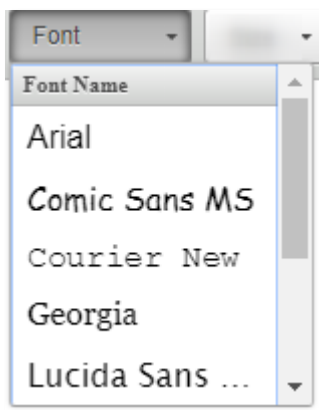 Font
Font Name
Arial
Comic Sans MS
Courier New
Georgia
Lucida Sans ...